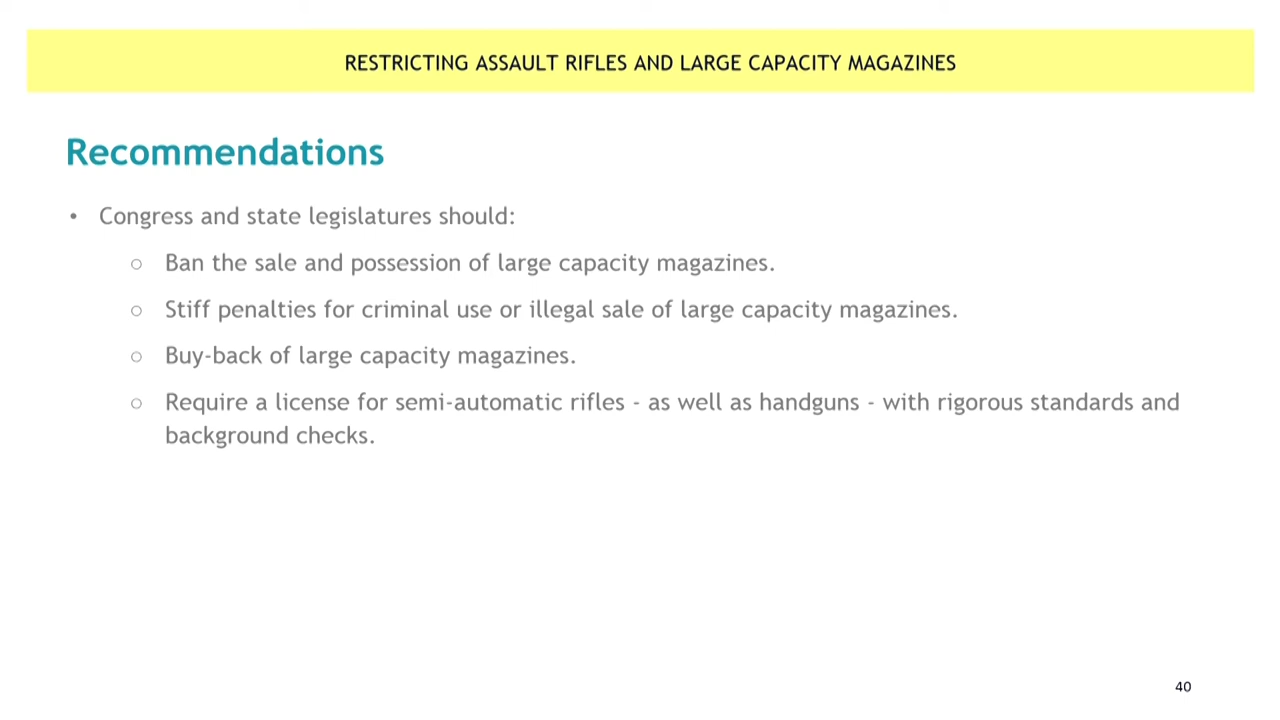 RESTRICTING ASSAULT RIFLES AND LARGE CAPACITY MAGAZINES
Recommendations
• Congress and state legislatures should:
○ Ban the sale and possession of large capacity magazines.
○ Stiff penalties for criminal use or illegal sale of large capacity magazines.
○ Buy-back of large capacity magazines.
○ Require a license for semi-automatic rifles - as well as handguns - with rigorous standards and
background checks.
40